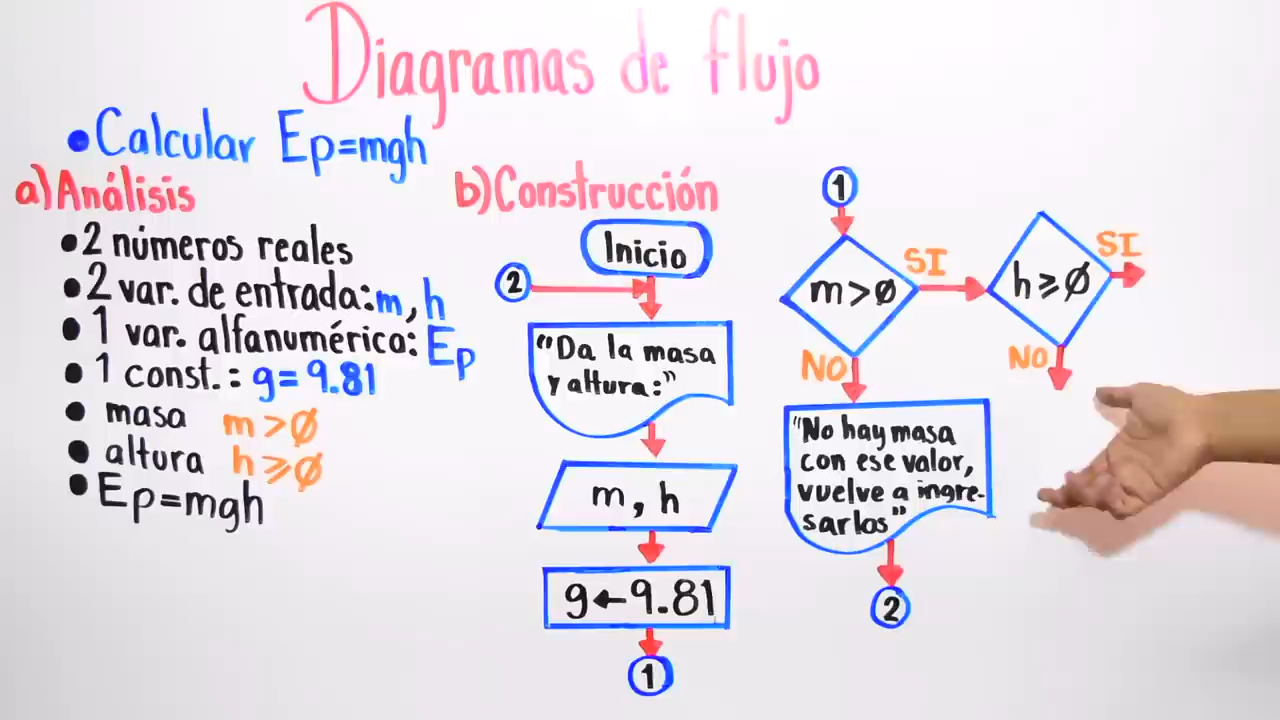 Diagramas de flujo
•Calcular Ep=mgh
a)Análisis
•2 números reales
•2 var. de entrada:m,h
•1 var. alfanumérica:Ep
•1 const.: g=9.81
• masa m>Ø
• altura h≥Ø
•Ep=mgh
b)Construcción
Inicio
2
"Da la masa
y altura:"
m, h
g←9.81
1
1
m>Ø
SI
NO
"No hay masa
con ese valor,
vuelve a ingre-
sarlos"
2
h≥Ø
SI
NO